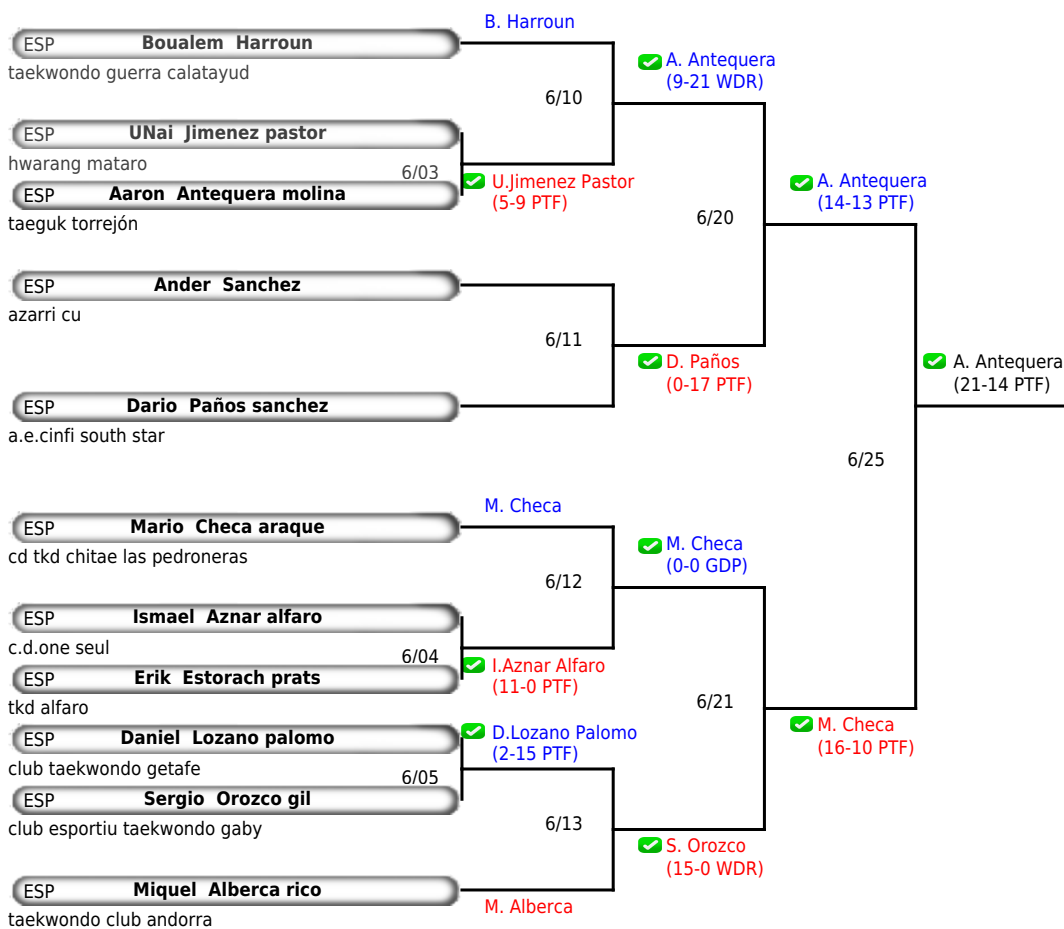 B. Harroun
ESP Boualem Harroun
taekwondo guerra calatayud
A. Antequera
(9-21 WDR)
6/10
ESP UNai Jimenez pastor
hwarang mataro
6/03
ESP Aaron Antequera molina
taeguk torrejón
U.Jimenez Pastor
(5-9 PTF)
A. Antequera
(14-13 PTF)
6/20
ESP Ander Sanchez
azarri cu
6/11
D. Paños
(0-17 PTF)
A. Antequera
(21-14 PTF)
ESP Dario Paños sanchez
a.e.cinfi south star
6/25
M. Checa
ESP Mario Checa araque
cd tkd chitae las pedroneras
M. Checa
(0-0 GDP)
6/12
ESP Ismael Aznar alfaro
c.d.one seul
6/04
ESP Erik Estorach prats
tkd alfaro
I.Aznar Alfaro
(11-0 PTF)
6/21
M. Checa
(16-10 PTF)
ESP Daniel Lozano palomo
club taekwondo getafe
D.Lozano Palomo
(2-15 PTF)
6/05
ESP Sergio Orozco gil
club esportiu taekwondo gaby
6/13
S. Orozco
(15-0 WDR)
ESP Miquel Alberca rico
taekwondo club andorra
M. Alberca